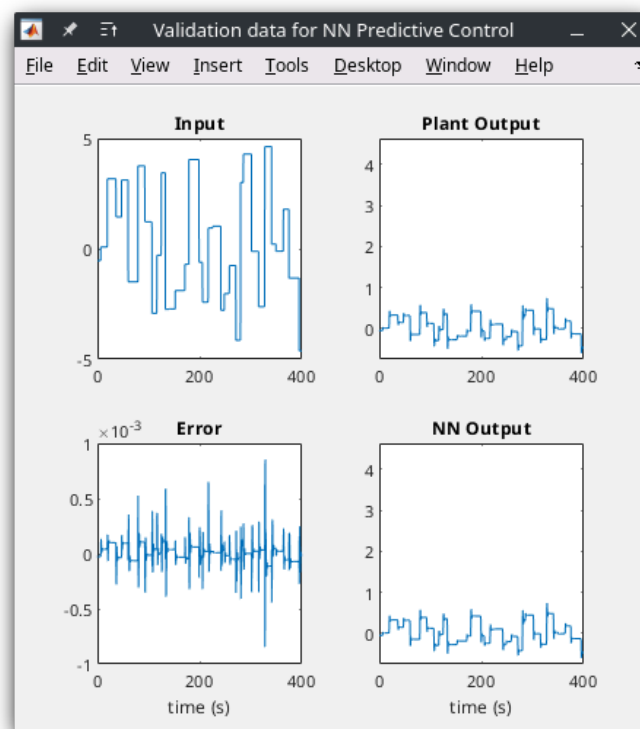 Validation data for NN Predictive Control
File Edit View Insert Tools Desktop Window Help
Input
5
0
-5
0 200 400
Plant Output
4
3
2
1
0
0 200 400
Error
×10-3
1
0.5
0
-0.5
-1
0 200 400
time (s)
NN Output
4
3
2
1
0
0 200 400
time (s)